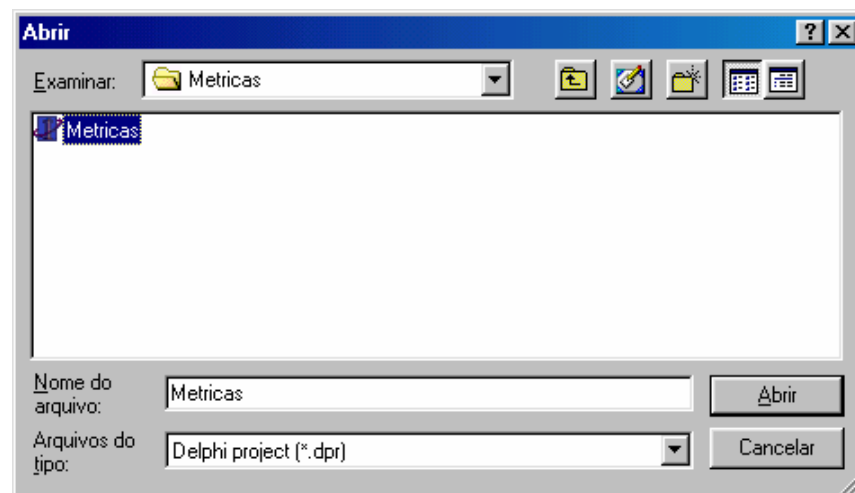 Abrir
Examinar:
Metricas
Metricas
Nome do
arquivo:
Metricas
Abrir
Arquivos do
tipo:
Delphi project (*.dpr)
Cancelar